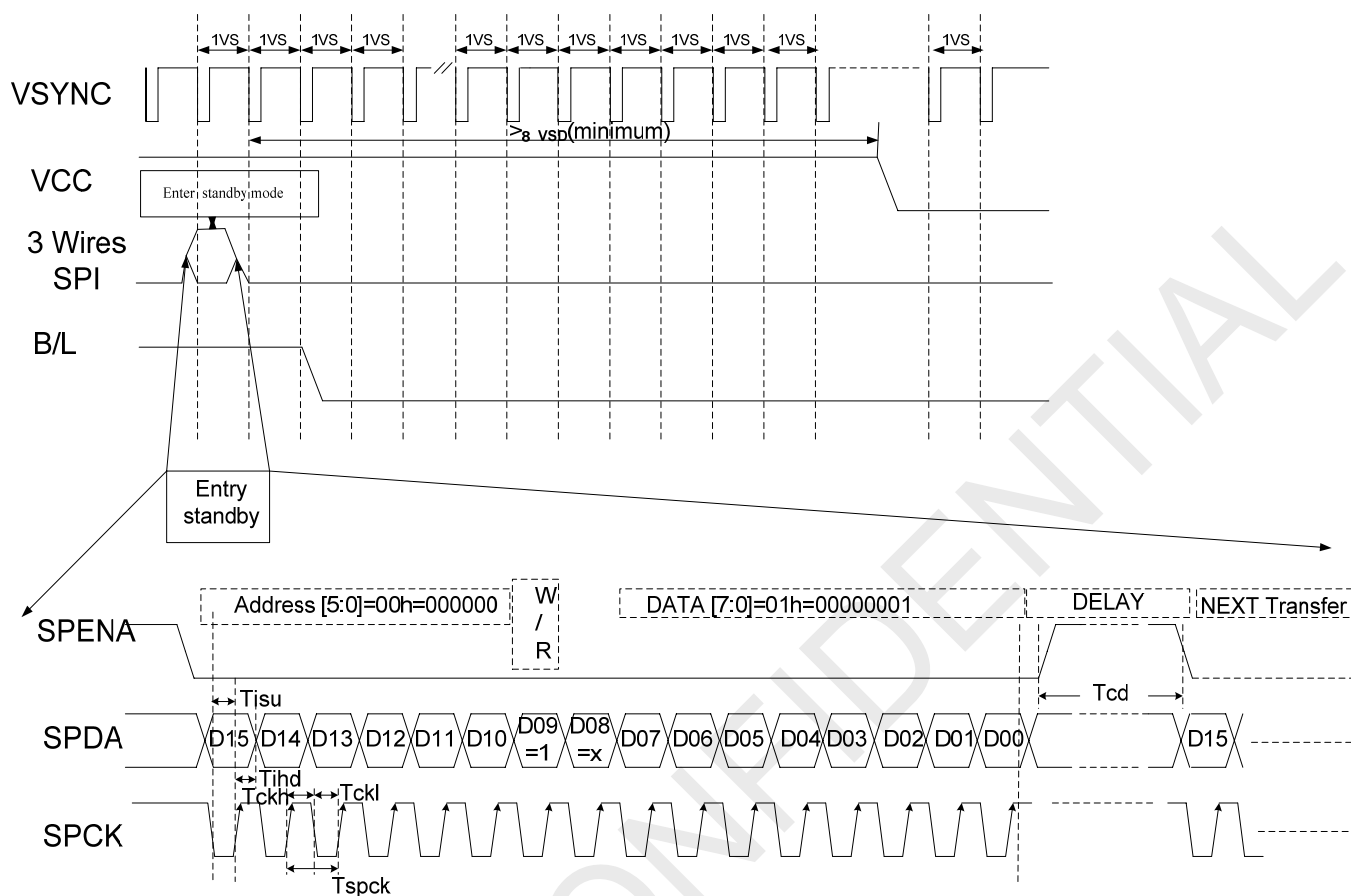 1VS 1VS 1VS 1VS 1VS 1VS 1VS 1VS 1VS 1VS 1VS 1VS
VSYNC
>8 VSD(minimum)
VCC
Enter standby mode
3 Wires
SPI
B/L
Entry
standby
Address [5:0]=00h=000000
W
/
R
DATA [7:0]=01h=00000001
DELAY
NEXT Transfer
SPENA
Tisu
Tcd
SPDA
D15 D14 D13 D12 D11 D10 D09 =1 D08 =x D07 D06 D05 D04 D03 D02 D01 D00 D15
Tihd
Tckh
Tckl
SPCK
Tspck
ONFIDENTIAL